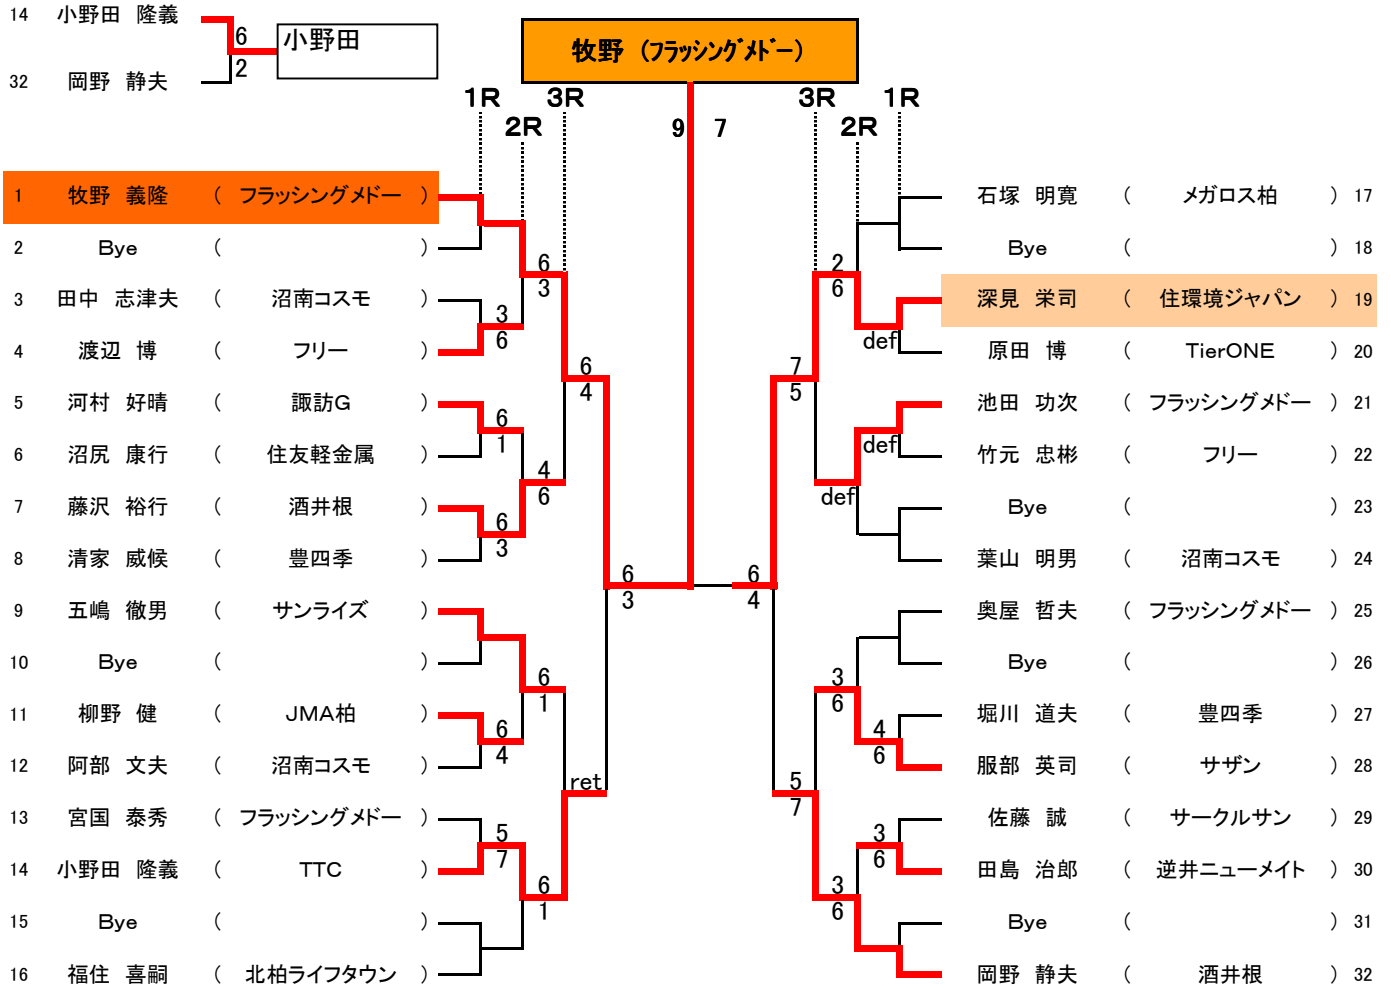 14 小野田 隆義
6
2
小野田
32 岡野 静夫
牧野 (フラッシングメドー)
1R 2R 3R
3R 2R 1R
9 7
1 牧野 義隆 ( フラッシングメドー )
2 Bye ( )
6
3
3 田中 志津夫 ( 沼南コスモ )
3
6
4 渡辺 博 ( フリー )
6
4
5 河村 好晴 ( 諏訪G )
6
1
6 沼尻 康行 ( 住友軽金属 )
4
6
7 藤沢 裕行 ( 酒井根 )
6
3
8 清家 威候 ( 豊四季 )
6
3
9 五嶋 徹男 ( サンライズ )
10 Bye ( )
6
1
11 柳野 健 ( JMA柏 )
6
4
12 阿部 文夫 ( 沼南コスモ )
ret
13 宮国 泰秀 ( フラッシングメドー )
5
7
14 小野田 隆義 ( TTC )
6
1
15 Bye ( )
16 福住 喜嗣 ( 北柏ライフタウン )
石塚 明寛 ( メガロス柏 ) 17
Bye ( ) 18
2
6
深見 栄司 ( 住環境ジャパン ) 19
def
原田 博 ( TierONE ) 20
7
5
池田 功次 ( フラッシングメドー ) 21
def
竹元 忠彬 ( フリー ) 22
def
Bye ( ) 23
葉山 明男 ( 沼南コスモ ) 24
6
4
奥屋 哲夫 ( フラッシングメドー ) 25
Bye ( ) 26
3
6
堀川 道夫 ( 豊四季 ) 27
4
6
服部 英司 ( サザン ) 28
5
7
佐藤 誠 ( サークルサン ) 29
3
6
田島 治郎 ( 逆井ニューメイト ) 30
3
6
Bye ( ) 31
岡野 静夫 ( 酒井根 ) 32